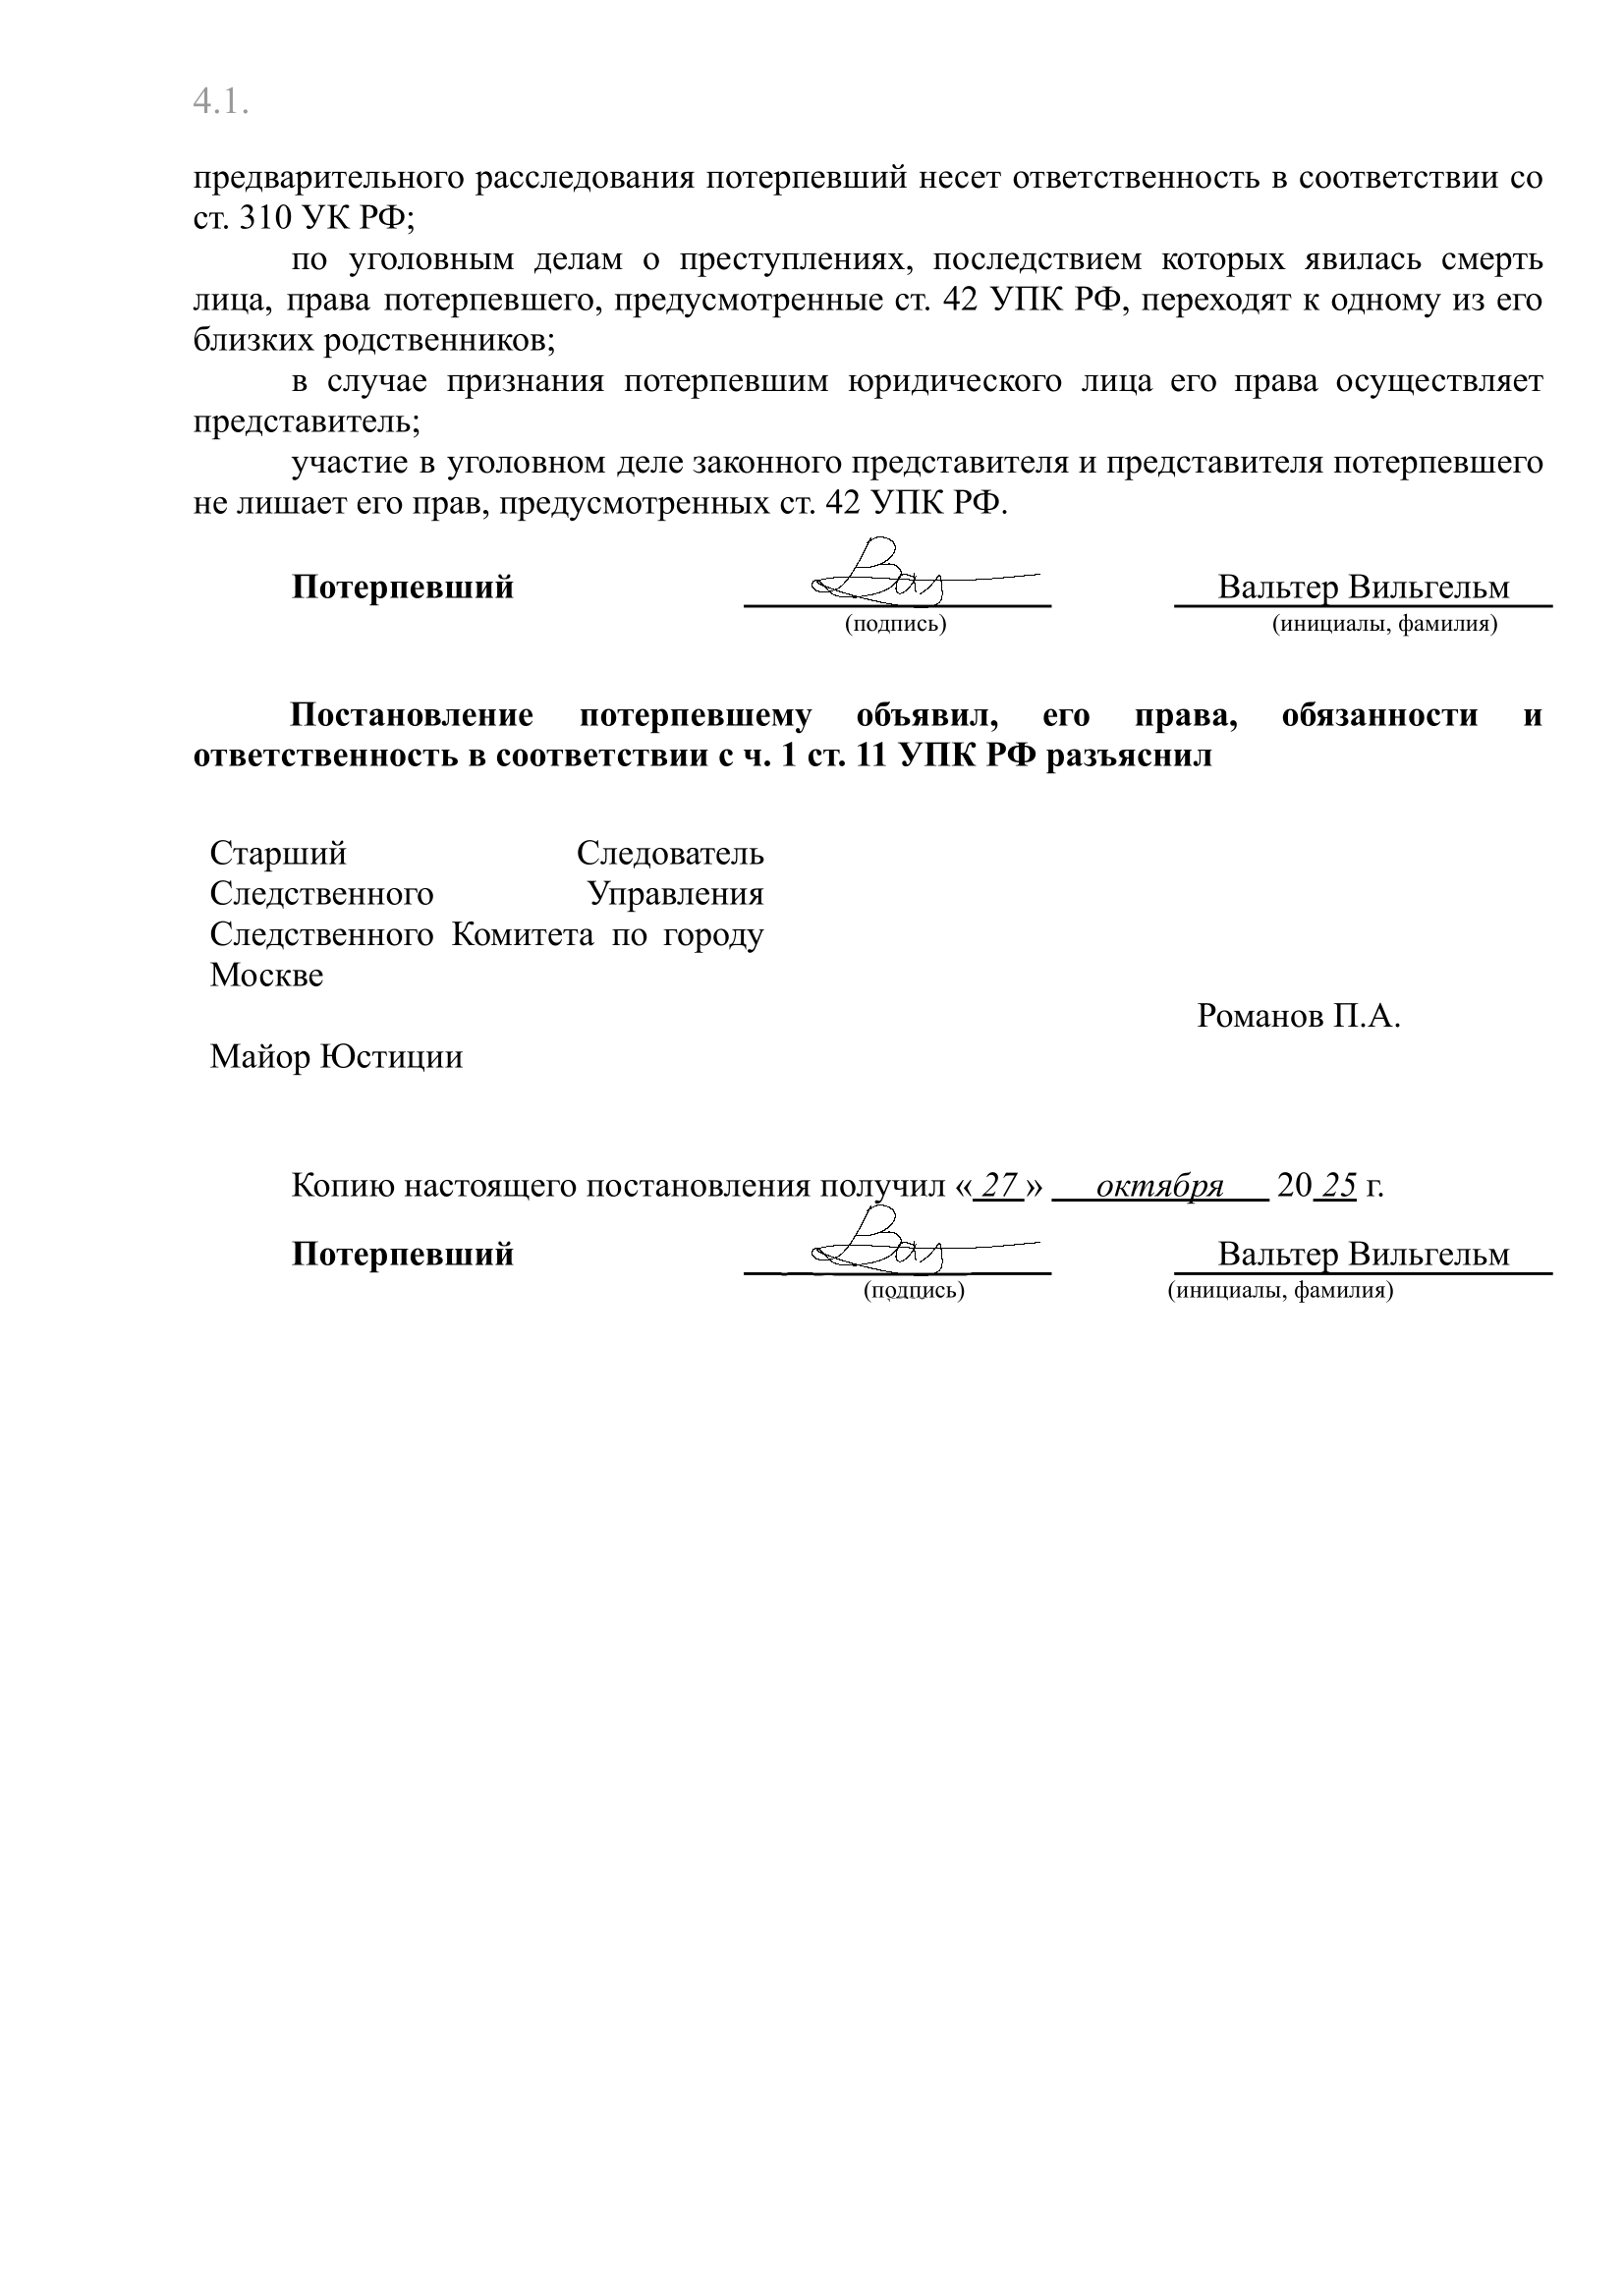 4.1.
предварительного расследования потерпевший несет ответственность в соответствии со
ст. 310 УК РФ;
по уголовным делам о преступлениях, последствием которых явилась смерть
лица, права потерпевшего, предусмотренные ст. 42 УПК РФ, переходят к одному из его
близких родственников;
в случае признания потерпевшим юридического лица его права осуществляет
представитель;
участие в уголовном деле законного представителя и представителя потерпевшего
не лишает его прав, предусмотренных ст. 42 УПК РФ.
Потерпевший Вал Вальтер Вильгельм
(подпись) (инициалы, фамилия)
Постановление потерпевшему объявил, его права, обязанности и
ответственность в соответствии с ч. 1 ст. 11 УПК РФ разъяснил
Старший Следователь
Следственного Управления
Следственного Комитета по городу
Москве
Романов П.А.
Майор Юстиции
Копию настоящего постановления получил « 27 » октября 20 25 г.
Потерпевший Вал Вальтер Вильгельм
(подпись) (инициалы, фамилия)